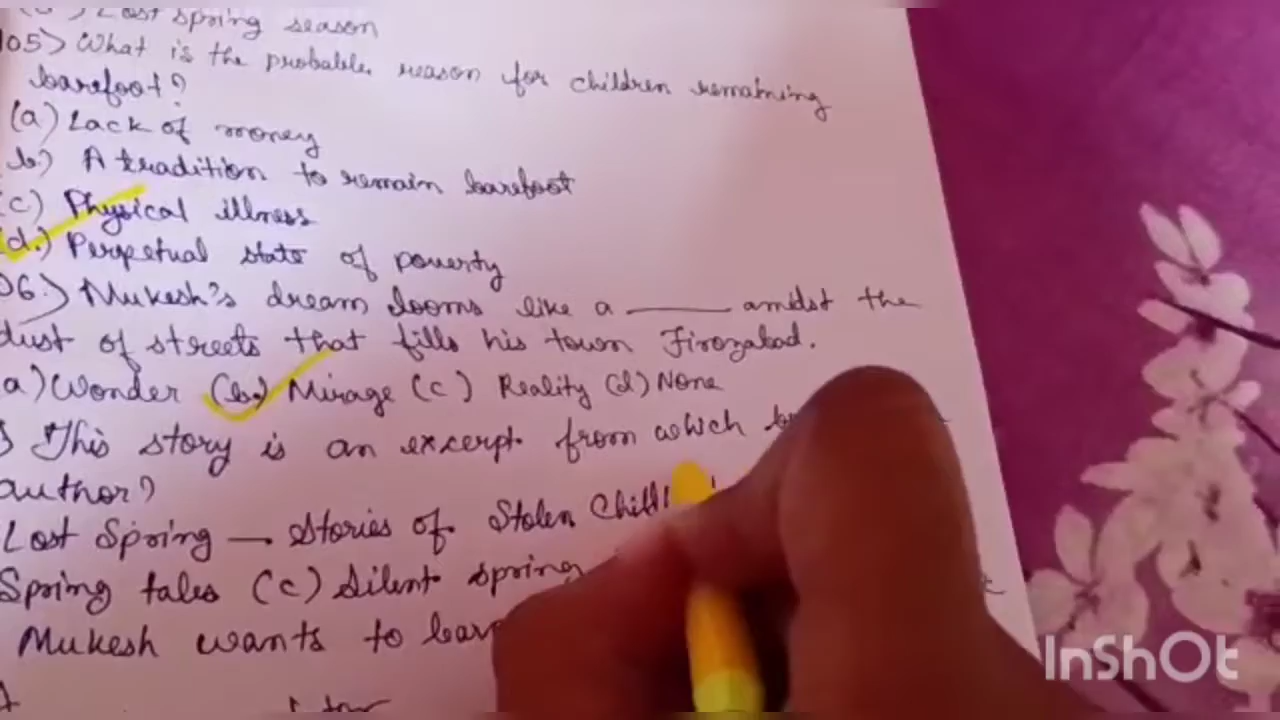 Lost spring season
05) What is the probable reason for children remaining
barefoot?
(a) Lack of money
b) A tradition to remain barefoot
(c) Physical illness
(d.) Perpetual state of poverty
06.) Mukesh's dream looms like a ______ amidst the
dust of streets that fills his town Firozabad.
a) Wonder (b.) Mirage (c) Reality (d) None
) This story is an excerpt from which
author?
Lost Spring — Stories of Stolen
Spring tales (c) Silent spring
Mukesh wants to
InShOt